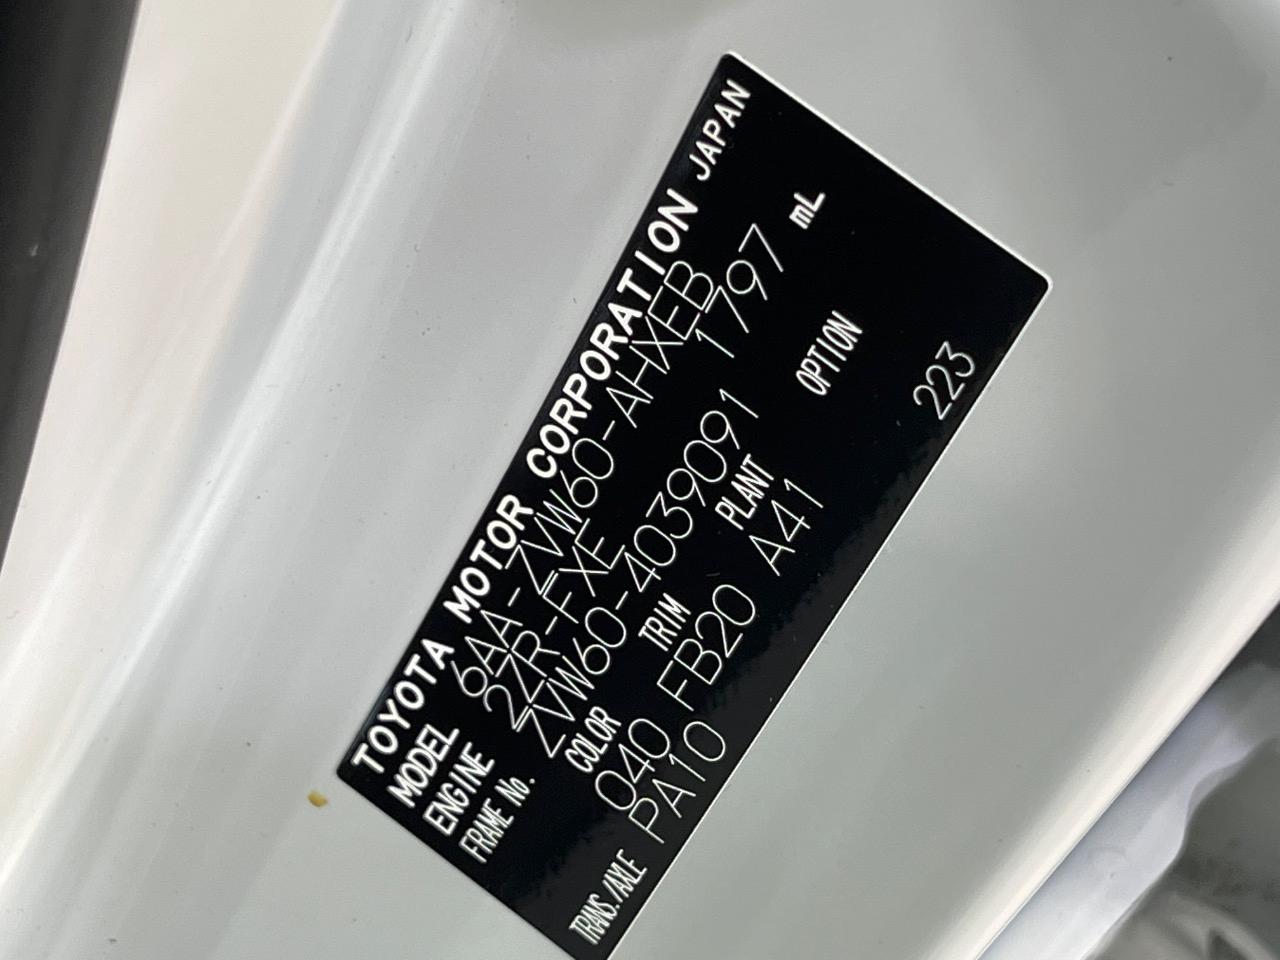 TOYOTA MOTOR CORPORATION JAPAN
MODEL 6AA-ZVW60-AHXEB
ENGINE 2ZR-FXE 1797 mL
FRAME No. ZVW60-4039091
COLOR TRIM PLANT OPTION
040 FB20 A41 223
TRANS./AXLE PA10